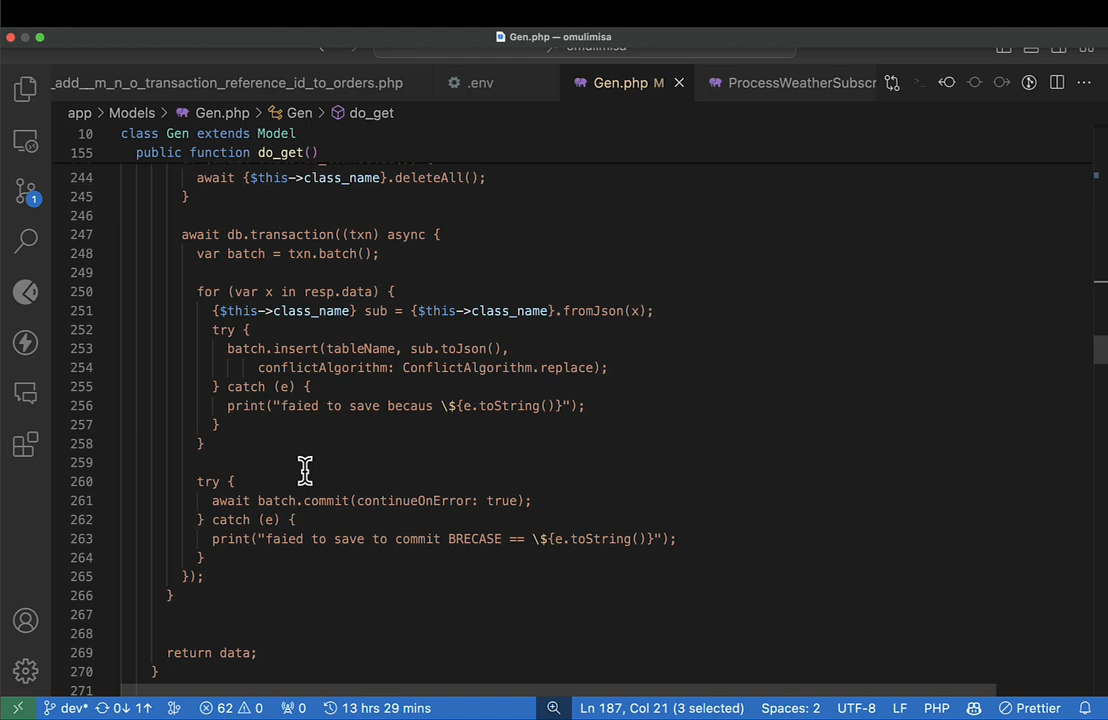 Gen.php — omulimisa
omulimisa
_add__m_n_o_transaction_reference_id_to_orders.php
.env
Gen.php M
ProcessWeatherSubscr
app > Models > Gen.php > Gen > do_get
10 class Gen extends Model
155 public function do_get()
244 await {$this->class_name}.deleteAll();
245 }
246
247 await db.transaction((txn) async {
248 var batch = txn.batch();
249
250 for (var x in resp.data) {
251 {$this->class_name} sub = {$this->class_name}.fromJson(x);
252 try {
253 batch.insert(tableName, sub.toJson(),
254 conflictAlgorithm: ConflictAlgorithm.replace);
255 } catch (e) {
256 print("faied to save becaus \${e.toString()}");
257 }
258 }
259
260 try {
261 await batch.commit(continueOnError: true);
262 } catch (e) {
263 print("faied to save to commit BRECASE == \${e.toString()}");
264 }
265 });
266 }
267
268
269 return data;
270 }
271
1
dev* 0↓ 1↑ 62 0 0 13 hrs 29 mins Ln 187, Col 21 (3 selected) Spaces: 2 UTF-8 LF PHP Prettier